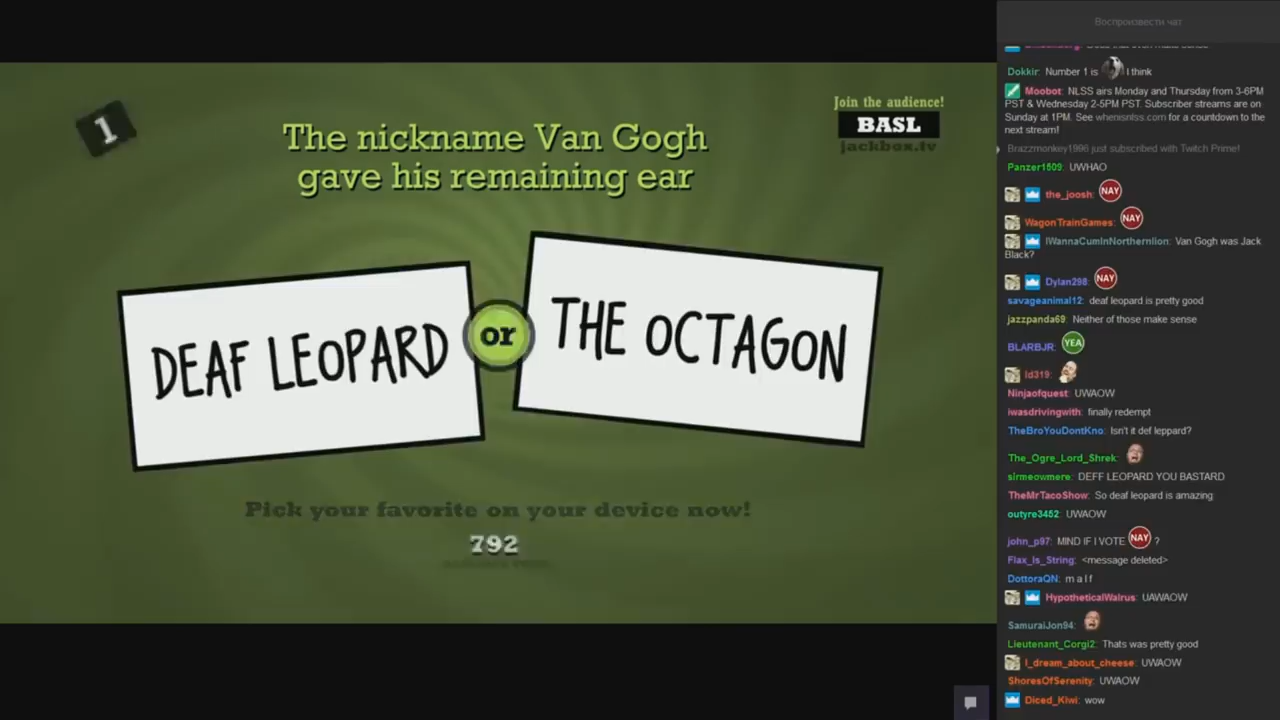 1
The nickname Van Gogh
gave his remaining ear
Join the audience!
BASL
jackbox.tv
DEAF LEOPARD
or
THE OCTAGON
Pick your favorite on your device now!
792
Воспроизвести чат
Dokkir: Number 1 is I think
Moobot: NLSS airs Monday and Thursday from 3-6PM
PST & Wednesday 2-5PM PST. Subscriber streams are on
Sunday at 1PM. See whenisnlss.com for a countdown to the
next stream!
Brazzmonkey1996 just subscribed with Twitch Prime!
Panzer1509: UWHAO
the_joosh: NAY
WagonTrainGames: NAY
IWannaCumInNorthernlion: Van Gogh was Jack
Black?
Dylan298: NAY
savageanimal12: deaf leopard is pretty good
jazzpanda69: Neither of those make sense
BLARBJR: YEA
ld319:
Ninjaofquest: UWAOW
iwasdrivingwith: finally redempt
TheBroYouDontKno: Isn't it def leppard?
The_Ogre_Lord_Shrek:
sirmeowmere: DEFF LEOPARD YOU BASTARD
TheMrTacoShow: So deaf leopard is amazing
outyre3452: UWAOW
john_p97: MIND IF I VOTE NAY ?
Flax_Is_String: <message deleted>
DottoraQN: m a l f
HypotheticalWalrus: UAWAOW
SamuraiJon94:
Lieutenant_Corgi2: Thats was pretty good
I_dream_about_cheese: UWAOW
ShoresOfSerenity: UWAOW
Diced_Kiwi: wow